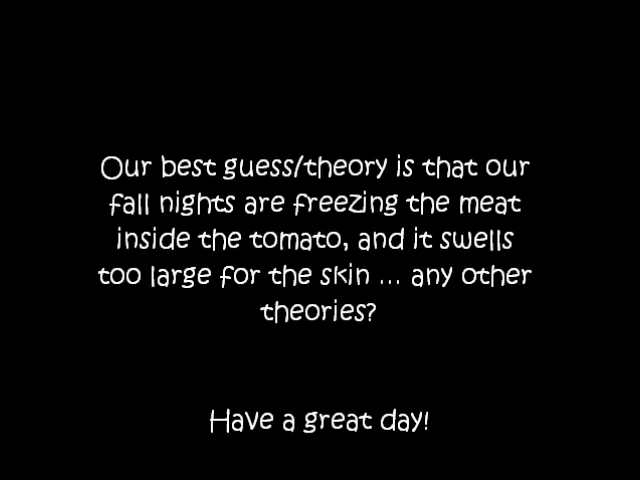 Our best guess/theory is that our
fall nights are freezing the meat
inside the tomato, and it swells
too large for the skin ... any other
theories?
Have a great day!